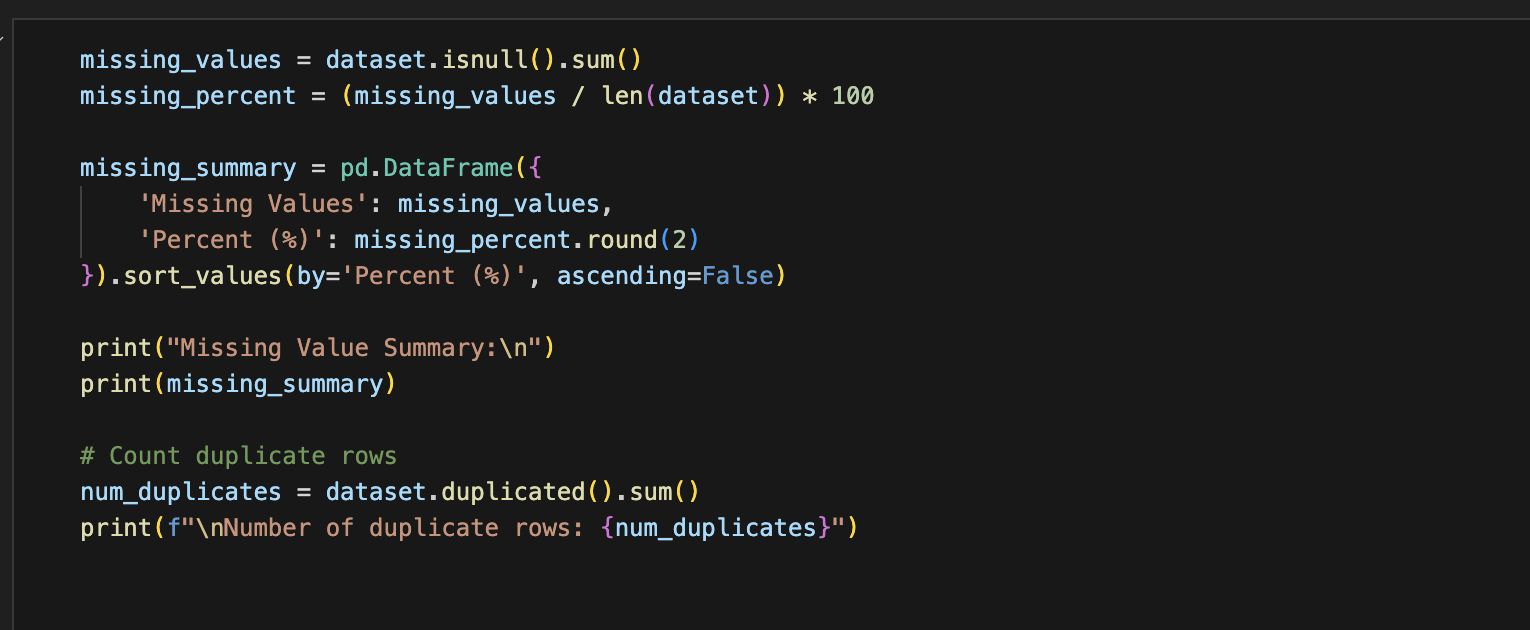 missing_values = dataset.isnull().sum()
missing_percent = (missing_values / len(dataset)) * 100

missing_summary = pd.DataFrame({
    'Missing Values': missing_values,
    'Percent (%)': missing_percent.round(2)
}).sort_values(by='Percent (%)', ascending=False)

print("Missing Value Summary:\n")
print(missing_summary)

# Count duplicate rows
num_duplicates = dataset.duplicated().sum()
print(f"\nNumber of duplicate rows: {num_duplicates}")